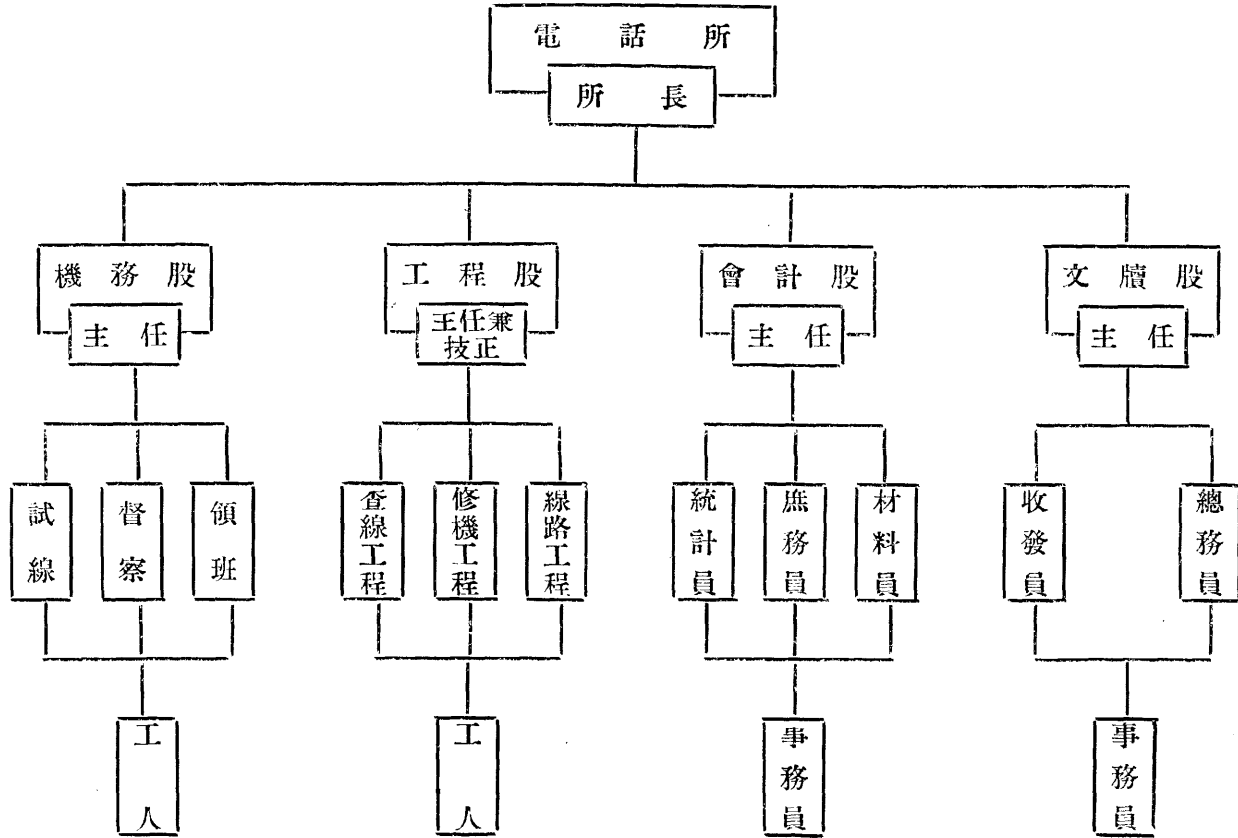 電話所
所長
機務股
工程股
會計股
文牘股
主任
王任兼
技正
主任
主任
試線
督察
領班
查線工程
修機工程
線路工程
統計員
庶務員
材料員
收發員
總務員
工人
工人
事務員
事務員